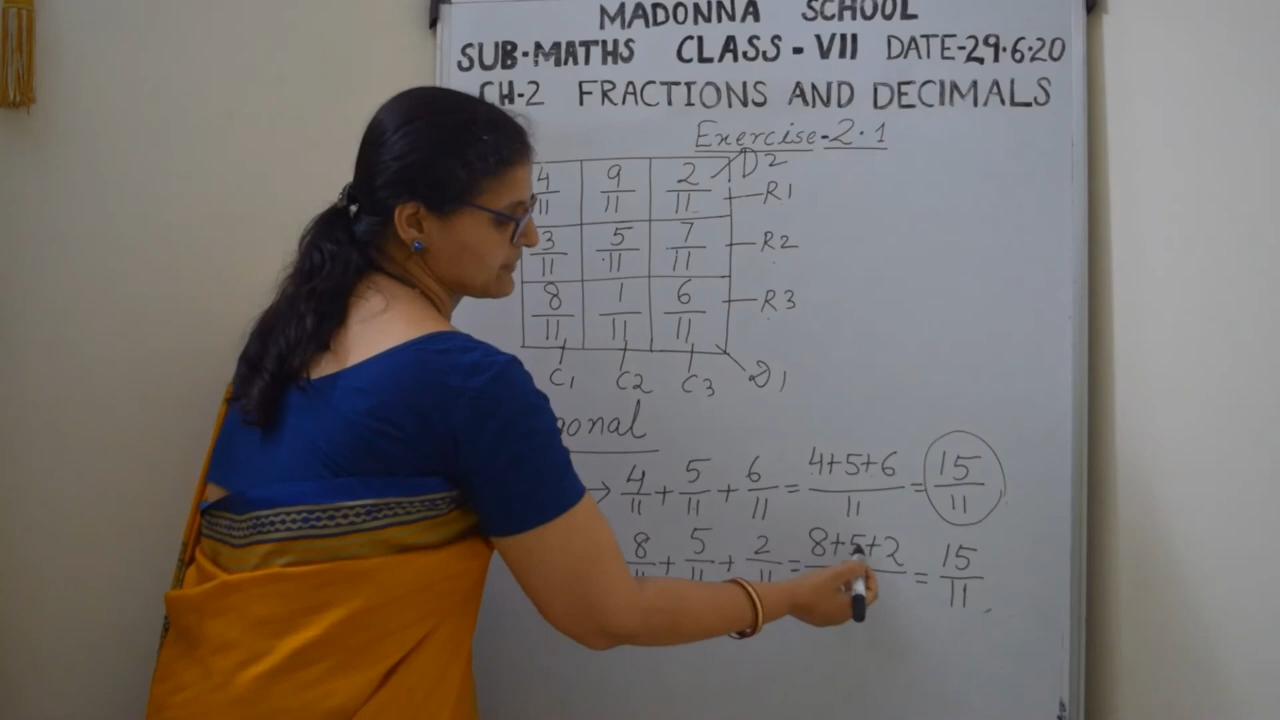 MADONNA SCHOOL
SUB-MATHS CLASS-VII DATE-29.6.20
CH-2 FRACTIONS AND DECIMALS
Exercise-2.1
D2
4/11 9/11 2/11 R1
3/11 5/11 7/11 R2
8/11 1/11 6/11 R3
C1 C2 C3 D1
→ 4/11 + 5/11 + 6/11 = 4+5+6/11 = 15/11
8/11 + 5/11 + 2/11 = 8+5+2 = 15/11